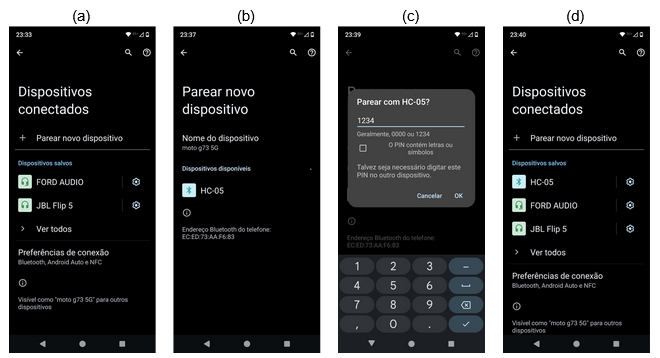 (a)
23:33
Dispositivos
conectados
+ Parear novo dispositivo
Dispositivos salvos
FORD AUDIO
JBL Flip 5
Ver todos
Preferências de conexão
Bluetooth, Android Auto e NFC
Visível como "moto g73 5G" para outros
dispositivos
(b)
23:37
Parear novo
dispositivo
Nome do dispositivo
moto g73 5G
Dispositivos disponíveis
HC-05
Endereço Bluetooth do telefone:
EC:ED:73:AA:F6:83
(c)
23:39
Parear com HC-05?
1234
Geralmente, 0000 ou 1234
O PIN contém letras ou
símbolos
Talvez seja necessário digitar este
PIN no outro dispositivo.
Cancelar OK
Endereço Bluetooth do telefone:
EC:ED:73:AA:F6:83
1 2 3 −
4 5 6
7 8 9
, 0 .
(d)
23:40
Dispositivos
conectados
+ Parear novo dispositivo
Dispositivos salvos
HC-05
FORD AUDIO
JBL Flip 5
Ver todos
Preferências de conexão
Bluetooth, Android Auto e NFC
Visível como "moto g73 5G" para outros
dispositivos